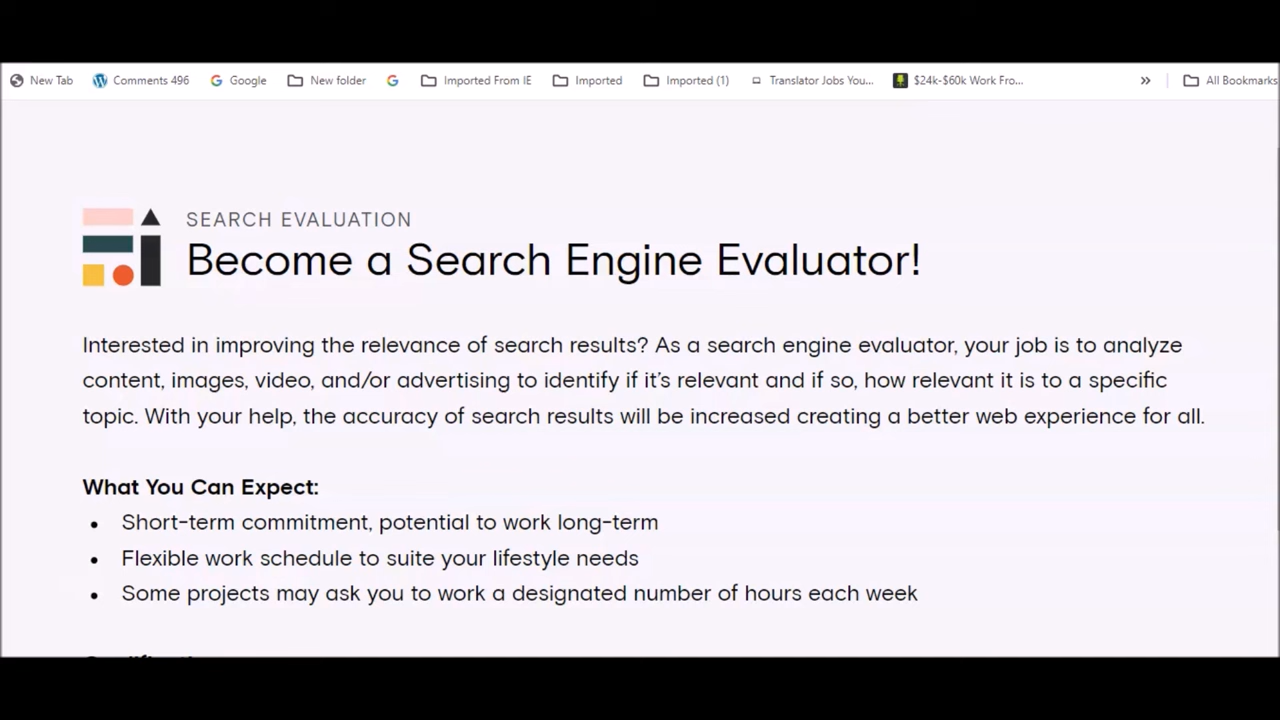 New Tab Comments 496 Google New folder Imported From IE Imported Imported (1) Translator Jobs You... $24k-$60k Work Fro... » All Bookmarks
SEARCH EVALUATION
Become a Search Engine Evaluator!
Interested in improving the relevance of search results? As a search engine evaluator, your job is to analyze
content, images, video, and/or advertising to identify if it's relevant and if so, how relevant it is to a specific
topic. With your help, the accuracy of search results will be increased creating a better web experience for all.
What You Can Expect:
• Short-term commitment, potential to work long-term
• Flexible work schedule to suite your lifestyle needs
• Some projects may ask you to work a designated number of hours each week